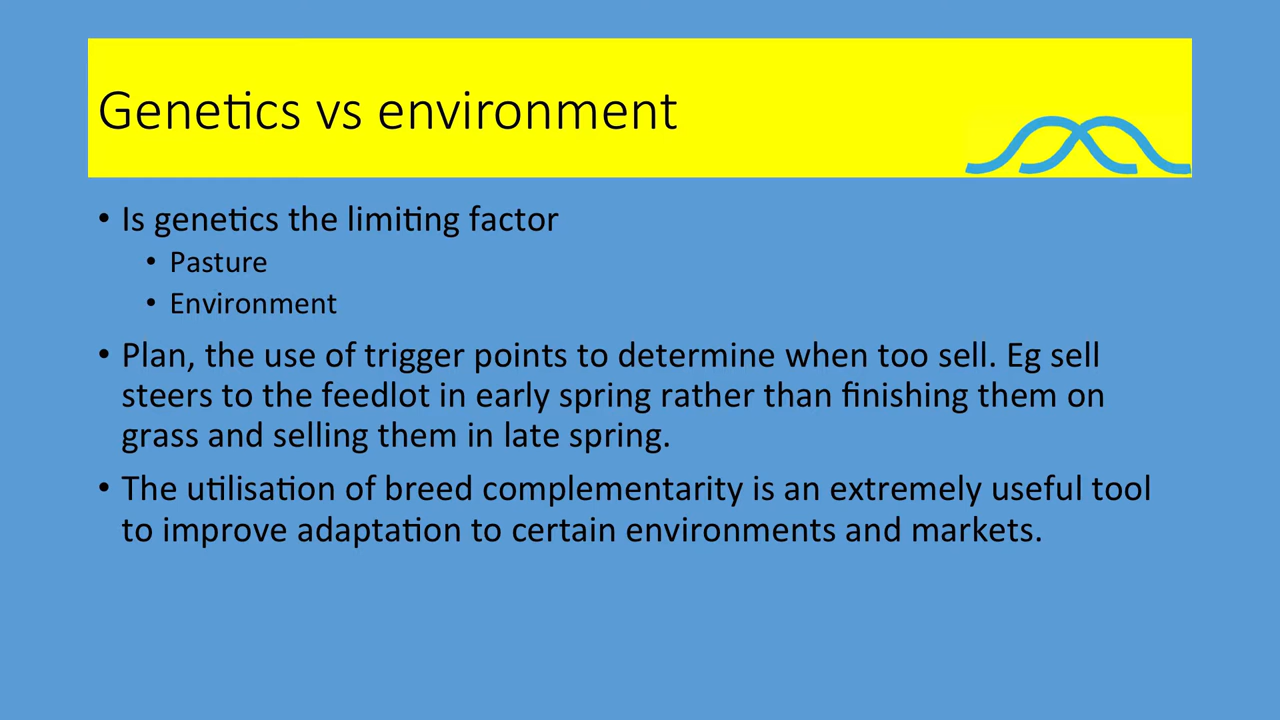 Genetics vs environment
• Is genetics the limiting factor
• Pasture
• Environment
• Plan, the use of trigger points to determine when too sell. Eg sell
steers to the feedlot in early spring rather than finishing them on
grass and selling them in late spring.
• The utilisation of breed complementarity is an extremely useful tool
to improve adaptation to certain environments and markets.